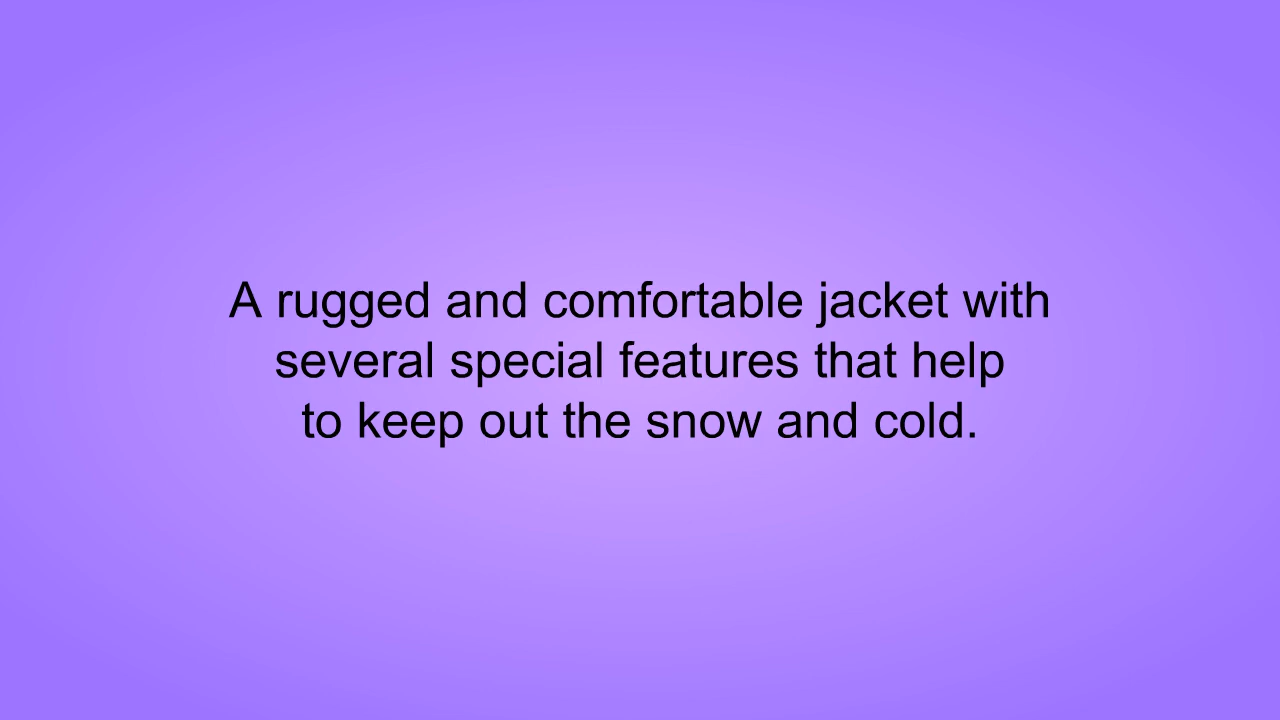 A rugged and comfortable jacket with
several special features that help
to keep out the snow and cold.